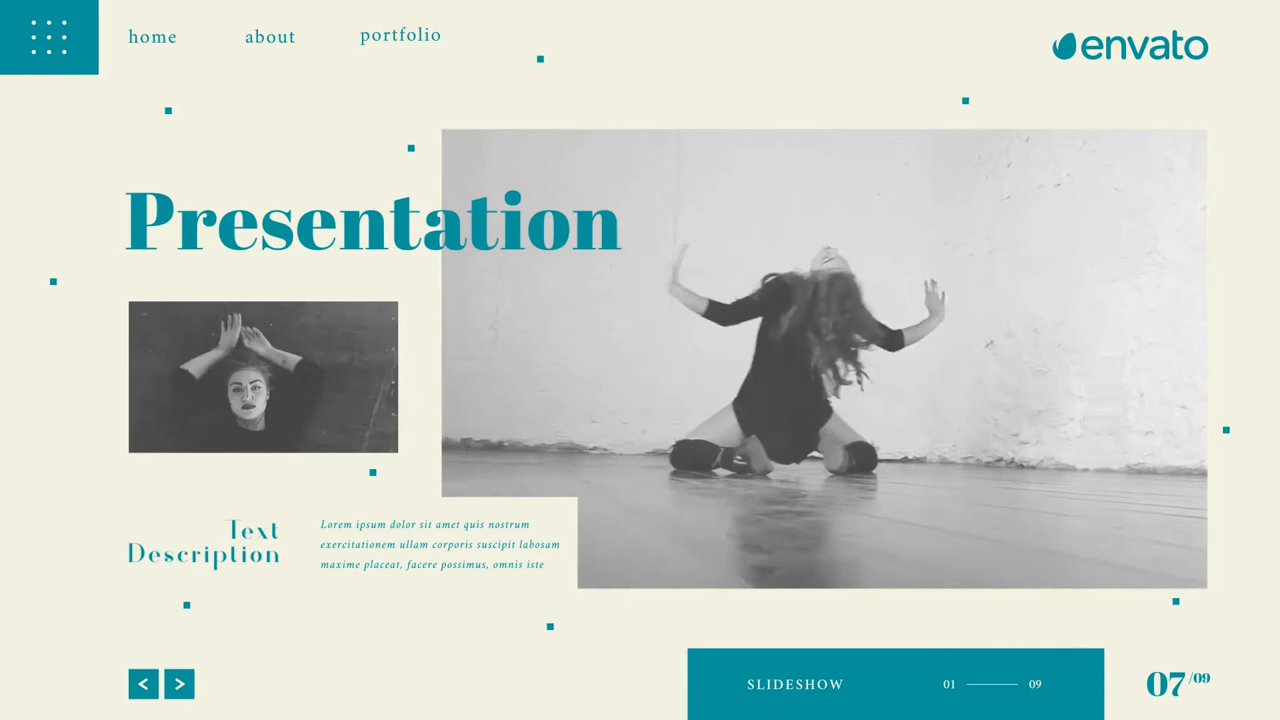 home
about
portfolio
envato
Presentation
Text
Description
Lorem ipsum dolor sit amet quis nostrum
exercitationem ullam corporis suscipit labosam
maxime placeat, facere possimus, omnis iste
< >
SLIDESHOW
01
09
07/09